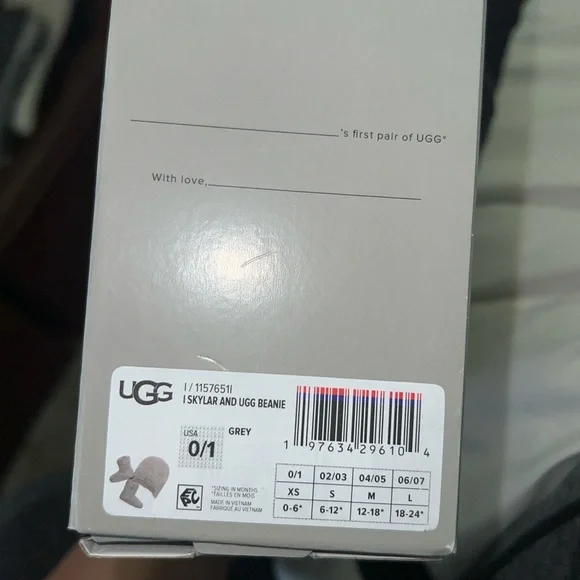 's first pair of UGG®
With love,
UGG
I / 1157651I
I SKYLAR AND UGG BEANIE
USA
0/1
GREY
1 97634 29610 4
*SIZING IN MONTHS
*TAILLES EN MOIS
MADE IN VIETNAM
FABRIQUÉ AU VIETNAM
0/1 02/03 04/05 06/07
XS S M L
0-6* 6-12* 12-18* 18-24*